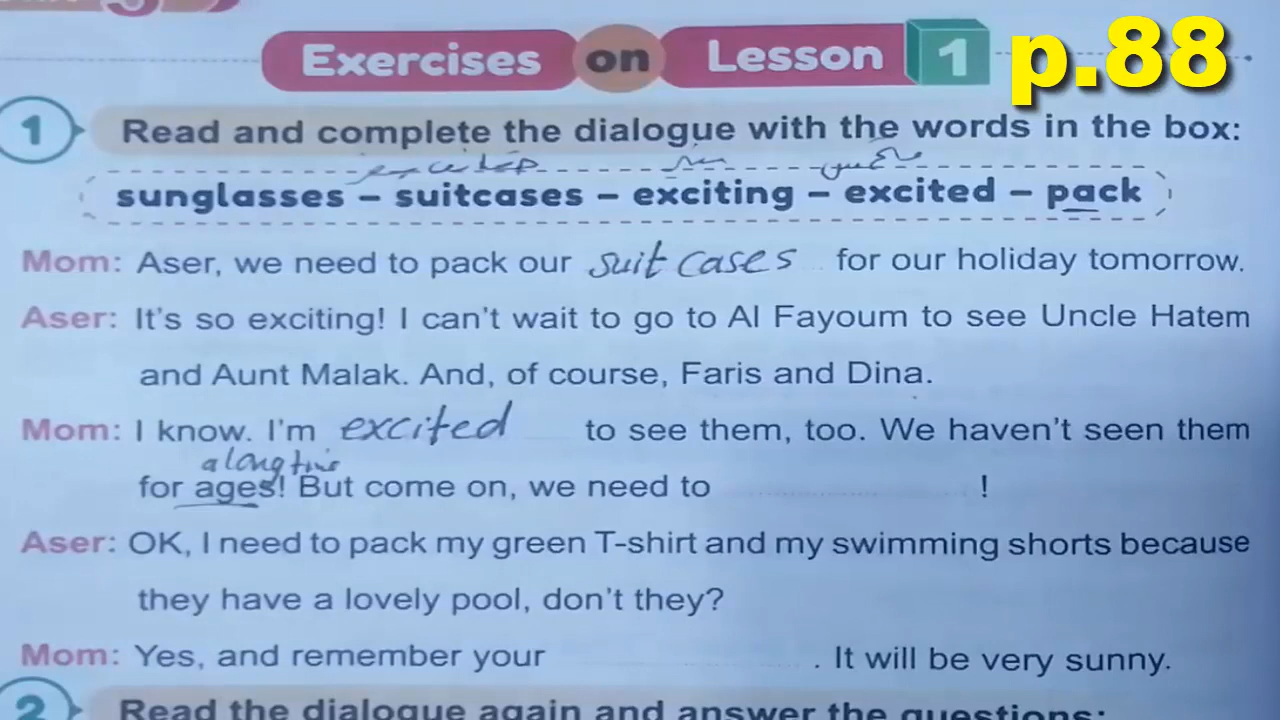 Exercises on Lesson 1 p.88
1 Read and complete the dialogue with the words in the box:
sunglasses – suitcases – exciting – excited – pack
Mom: Aser, we need to pack our suitcases for our holiday tomorrow.
Aser: It's so exciting! I can't wait to go to Al Fayoum to see Uncle Hatem
and Aunt Malak. And, of course, Faris and Dina.
Mom: I know. I'm excited to see them, too. We haven't seen them
a long time
for ages! But come on, we need to ............ !
Aser: OK, I need to pack my green T-shirt and my swimming shorts because
they have a lovely pool, don't they?
Mom: Yes, and remember your ............ . It will be very sunny.
2 Read the dialogue again and answer the questions: